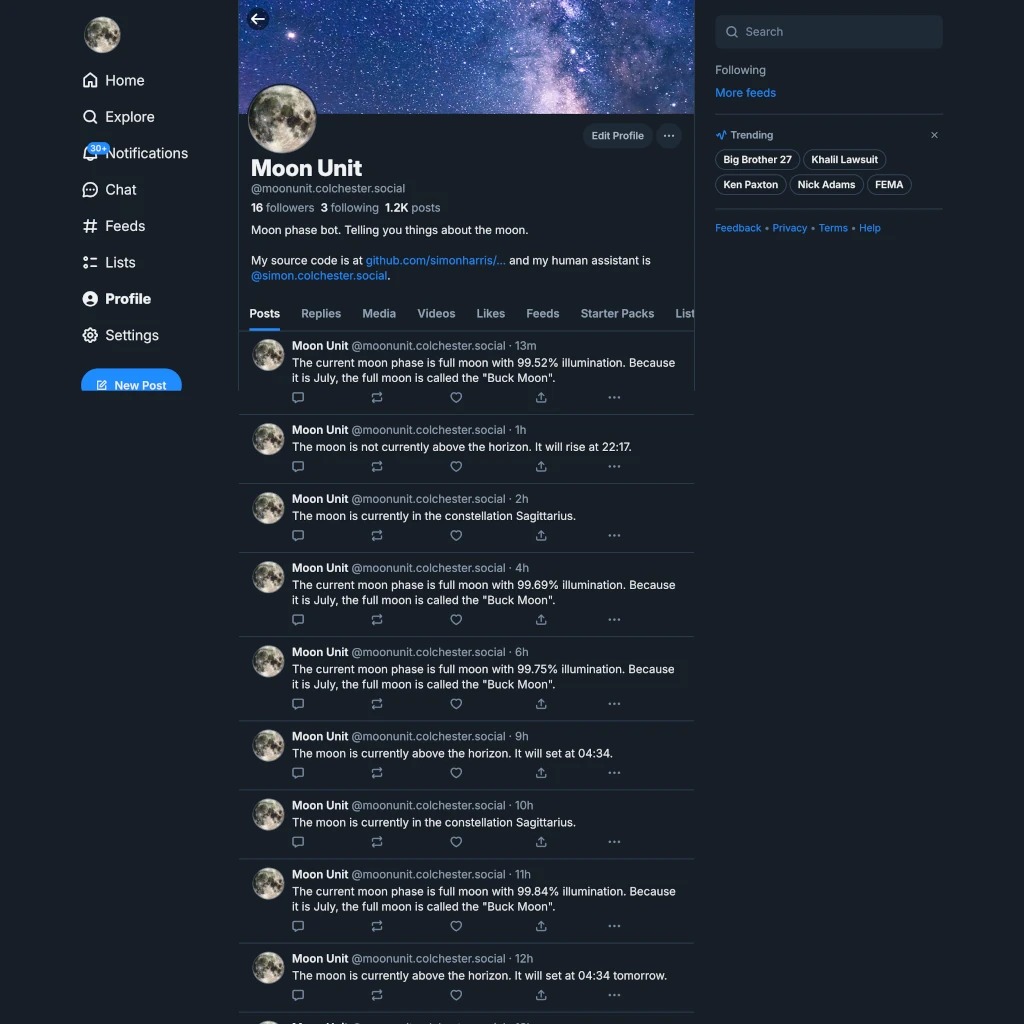 Home
Explore
30+
Notifications
Chat
Feeds
Lists
Profile
Settings
New Post
Edit Profile
Moon Unit
@moonunit.colchester.social
16 followers 3 following 1.2K posts
Moon phase bot. Telling you things about the moon.
My source code is at github.com/simonharris/... and my human assistant is
@simon.colchester.social.
Posts Replies Media Videos Likes Feeds Starter Packs List
Moon Unit @moonunit.colchester.social · 13m
The current moon phase is full moon with 99.52% illumination. Because
it is July, the full moon is called the "Buck Moon".
Moon Unit @moonunit.colchester.social · 1h
The moon is not currently above the horizon. It will rise at 22:17.
Moon Unit @moonunit.colchester.social · 2h
The moon is currently in the constellation Sagittarius.
Moon Unit @moonunit.colchester.social · 4h
The current moon phase is full moon with 99.69% illumination. Because
it is July, the full moon is called the "Buck Moon".
Moon Unit @moonunit.colchester.social · 6h
The current moon phase is full moon with 99.75% illumination. Because
it is July, the full moon is called the "Buck Moon".
Moon Unit @moonunit.colchester.social · 9h
The moon is currently above the horizon. It will set at 04:34.
Moon Unit @moonunit.colchester.social · 10h
The moon is currently in the constellation Sagittarius.
Moon Unit @moonunit.colchester.social · 11h
The current moon phase is full moon with 99.84% illumination. Because
it is July, the full moon is called the "Buck Moon".
Moon Unit @moonunit.colchester.social · 12h
The moon is currently above the horizon. It will set at 04:34 tomorrow.
Search
Following
More feeds
Trending
Big Brother 27 Khalil Lawsuit
Ken Paxton Nick Adams FEMA
Feedback • Privacy • Terms • Help